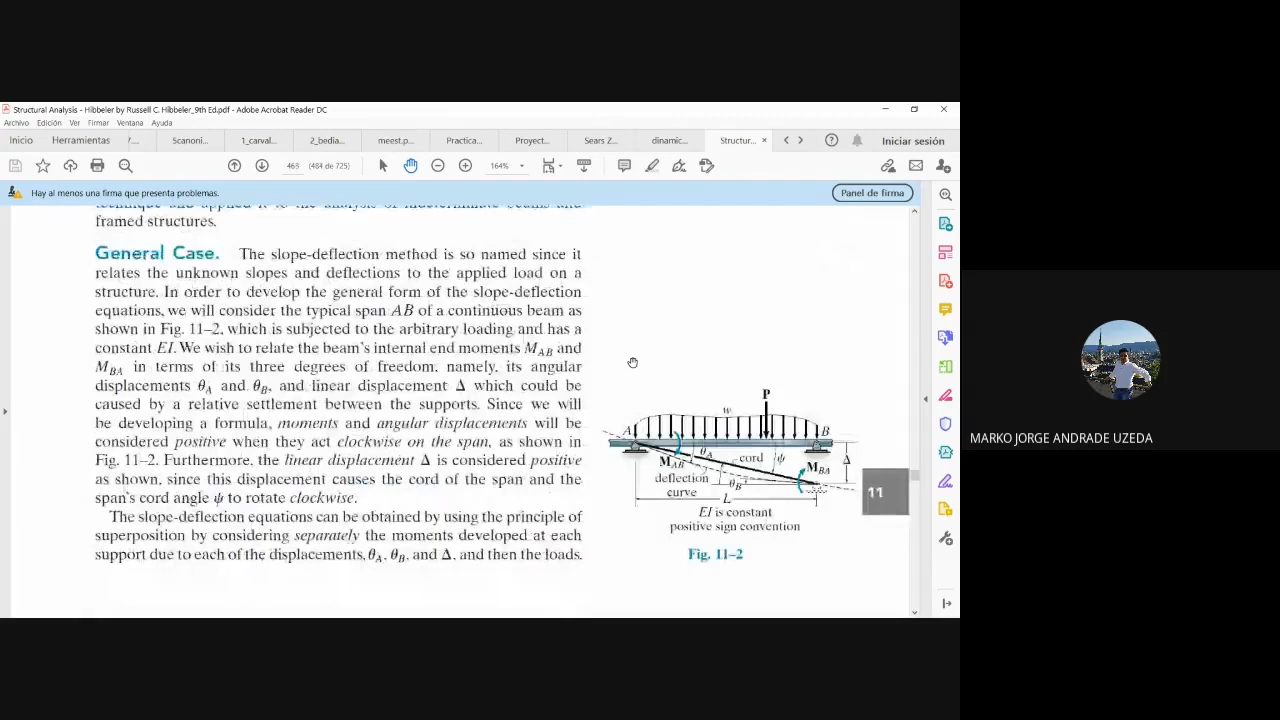 Structural Analysis - Hibbeler by Russell C. Hibbeler_9th Ed.pdf - Adobe Acrobat Reader DC
Archivo Edición Ver Firmar Ventana Ayuda
Inicio Herramientas 5canoni... 1_carval... 2_bedia... meest.p... Practica... Proyect... Sears Z... dinamic... Structur... × Iniciar sesión
468 (484 de 725) 164%
Hay al menos una firma que presenta problemas. Panel de firma
technique and applied it to the analysis of indeterminate beams and
framed structures.
General Case. The slope-deflection method is so named since it
relates the unknown slopes and deflections to the applied load on a
structure. In order to develop the general form of the slope-deflection
equations, we will consider the typical span AB of a continuous beam as
shown in Fig. 11–2, which is subjected to the arbitrary loading and has a
constant EI. We wish to relate the beam's internal end moments M_AB and
M_BA in terms of its three degrees of freedom, namely, its angular
displacements θ_A and θ_B, and linear displacement Δ which could be
caused by a relative settlement between the supports. Since we will
be developing a formula, moments and angular displacements will be
considered positive when they act clockwise on the span, as shown in
Fig. 11–2. Furthermore, the linear displacement Δ is considered positive
as shown, since this displacement causes the cord of the span and the
span's cord angle ψ to rotate clockwise.
The slope-deflection equations can be obtained by using the principle of
superposition by considering separately the moments developed at each
support due to each of the displacements, θ_A, θ_B, and Δ, and then the loads.
P
w
A B
M_AB θ_A cord ψ M_BA Δ
deflection
curve θ_B
L
EI is constant
positive sign convention
Fig. 11–2
11
MARKO JORGE ANDRADE UZEDA